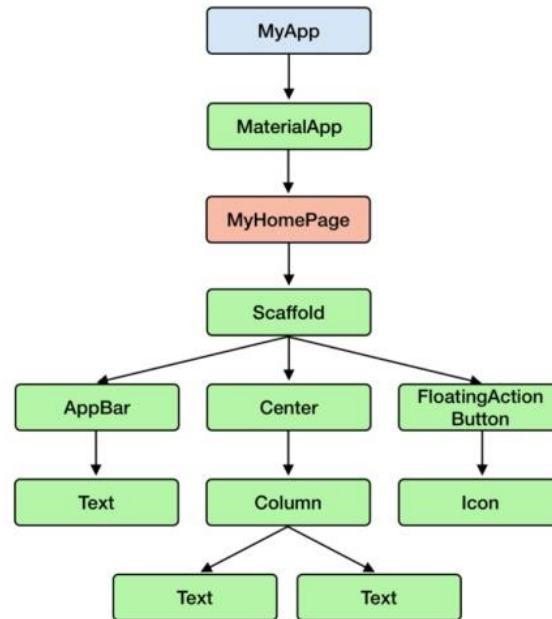 MyApp
MaterialApp
MyHomePage
Scaffold
AppBar
Center
FloatingAction
Button
Text
Column
Icon
Text
Text